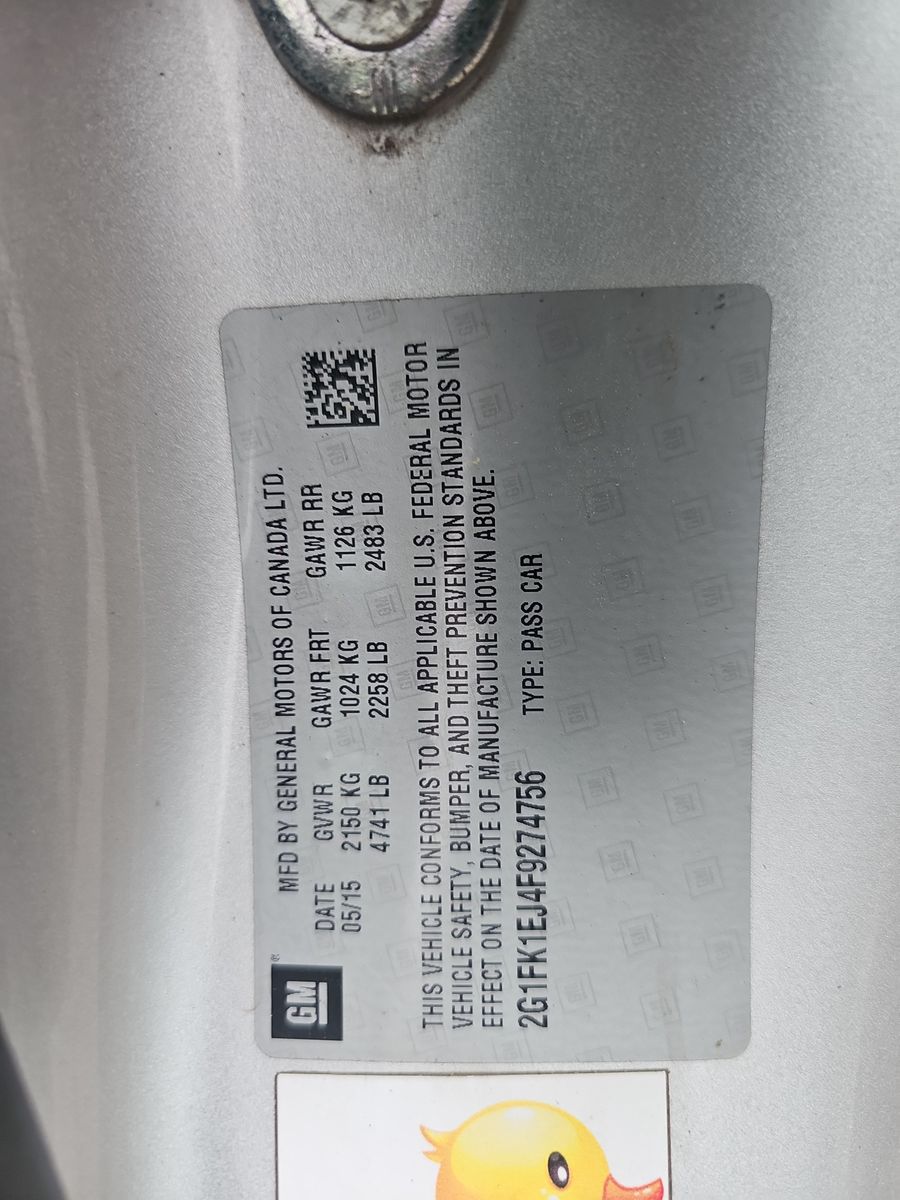 GM®
MFD BY GENERAL MOTORS OF CANADA LTD.
DATE GVWR GAWR FRT GAWR RR
05/15 2150 KG 1024 KG 1126 KG
4741 LB 2258 LB 2483 LB
THIS VEHICLE CONFORMS TO ALL APPLICABLE U.S. FEDERAL MOTOR
VEHICLE SAFETY, BUMPER, AND THEFT PREVENTION STANDARDS IN
EFFECT ON THE DATE OF MANUFACTURE SHOWN ABOVE.
2G1FK1EJ4F9274756 TYPE: PASS CAR